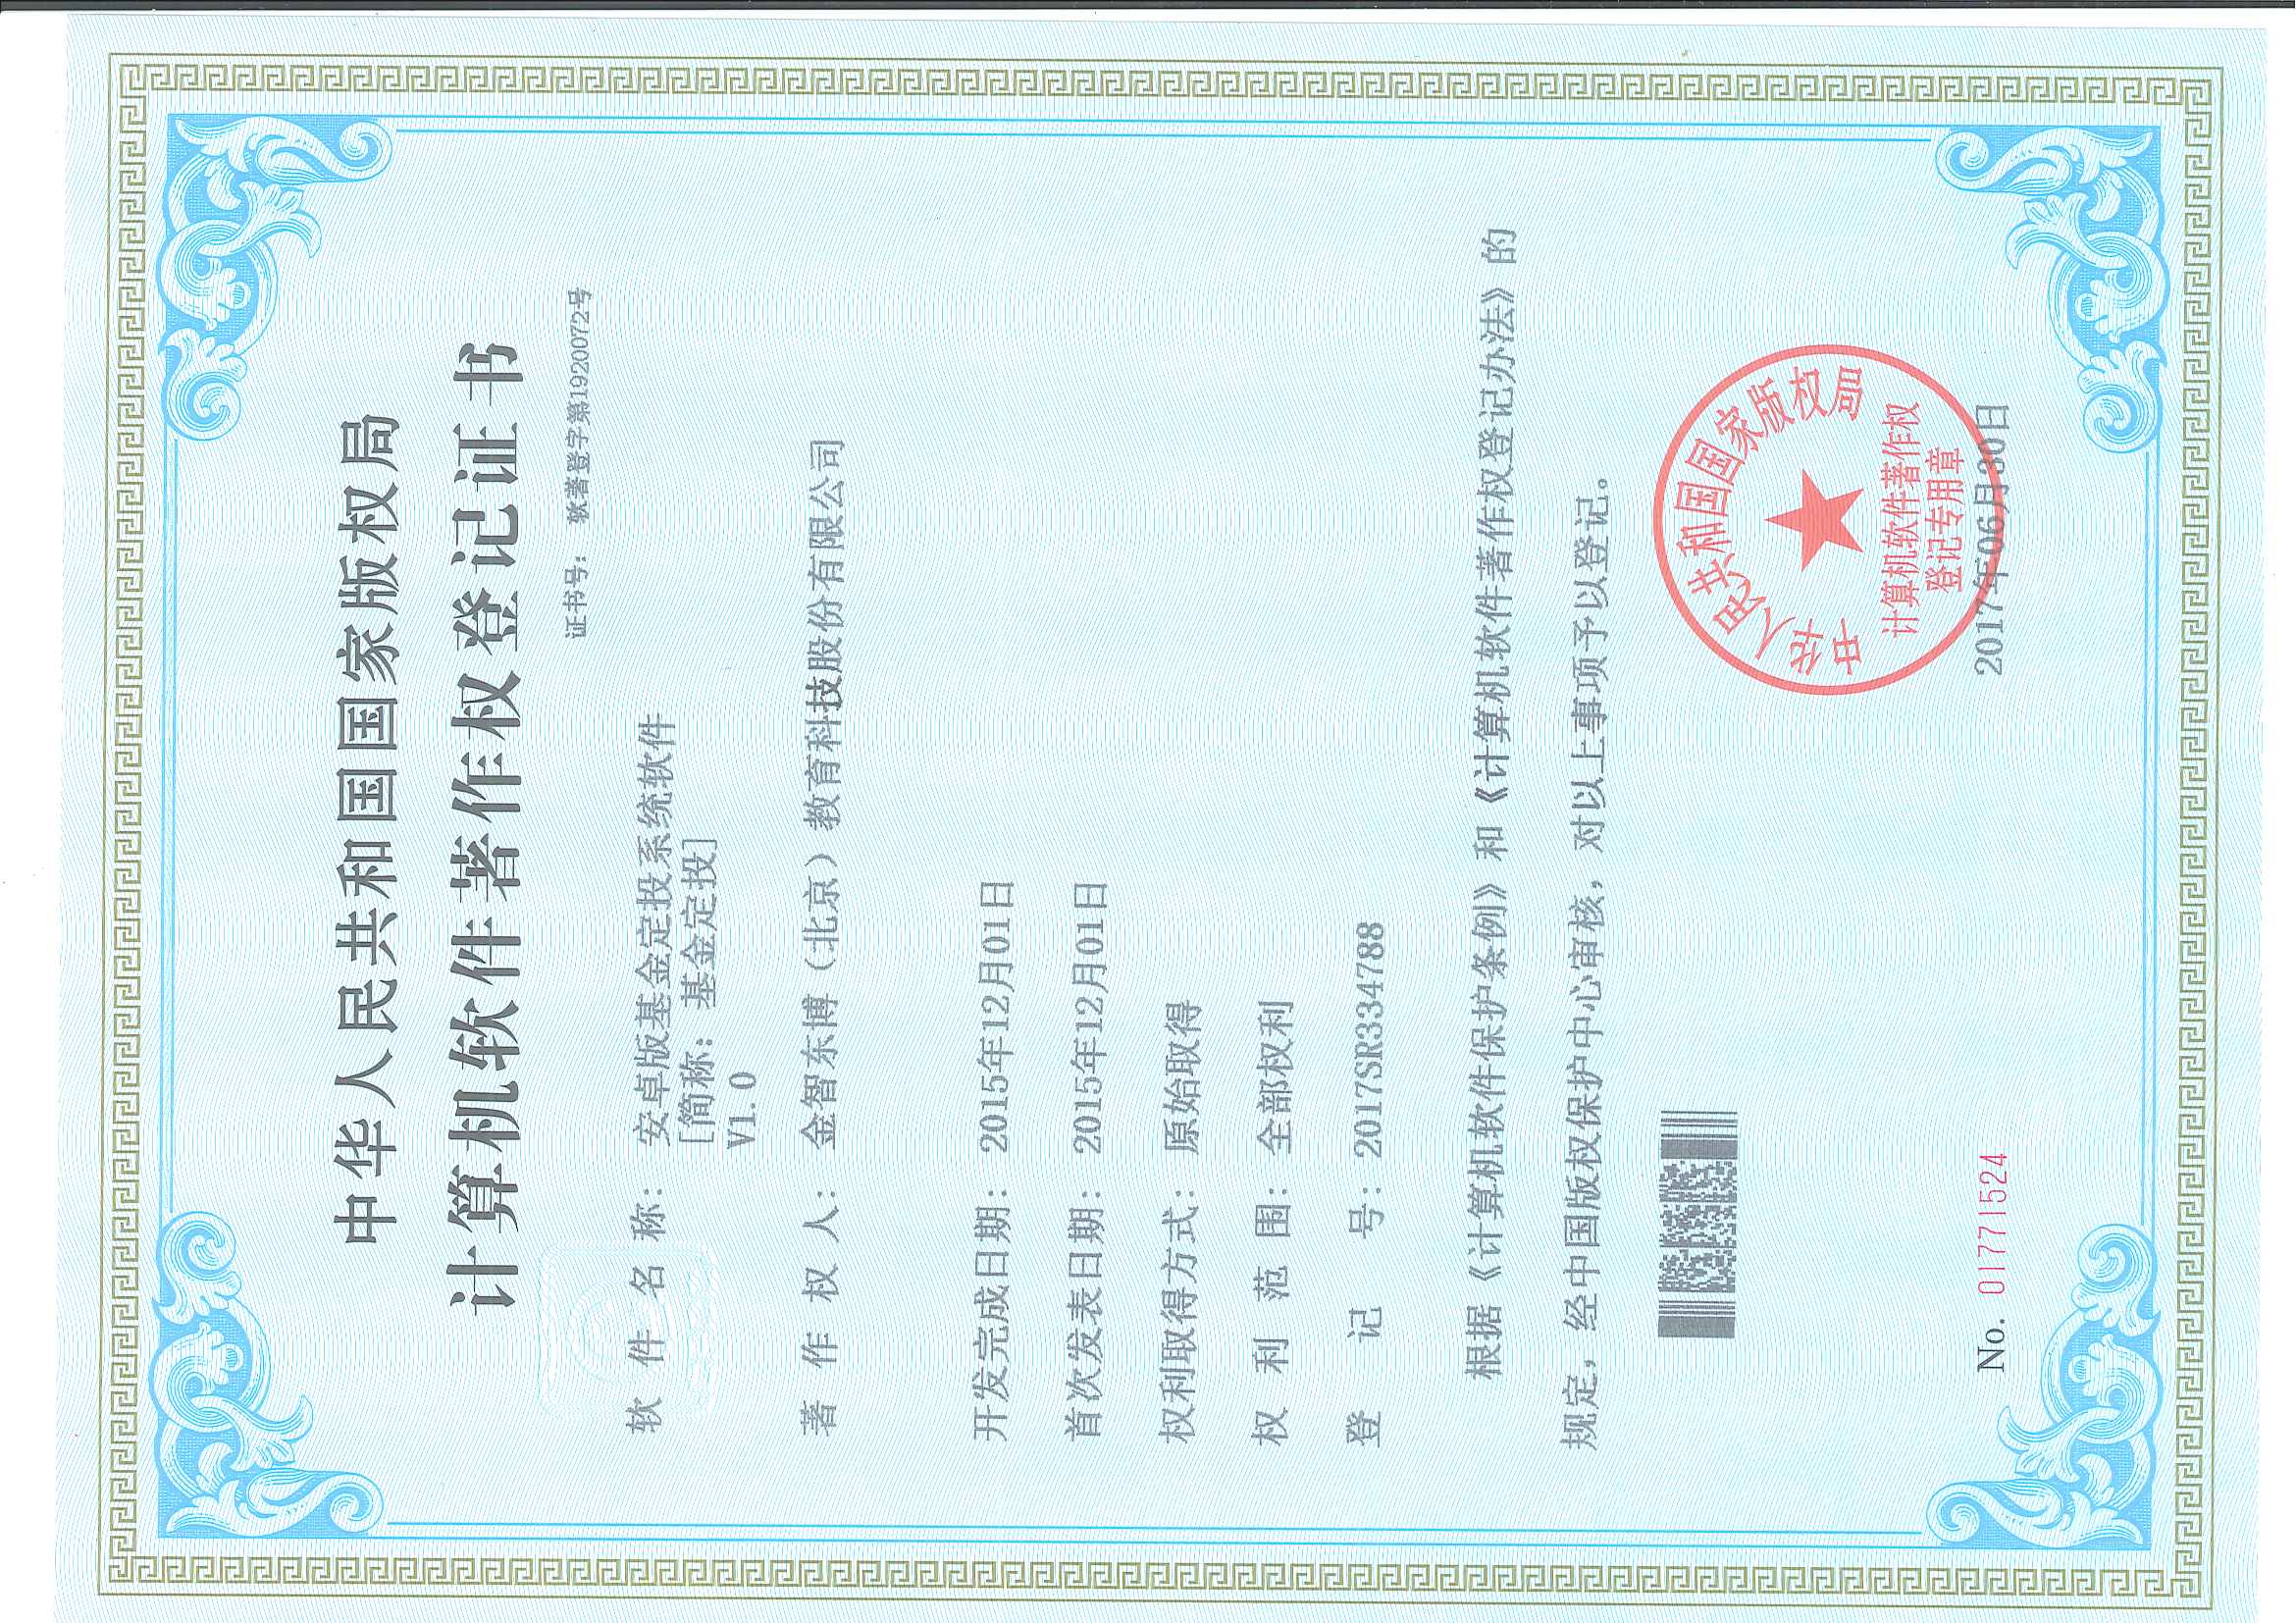 中华人民共和国国家版权局
计算机软件著作权登记证书
证书号： 软著登字第1920072号
软件名称： 安卓版基金定投系统软件
[简称：基金定投]
V1.0
著作权人： 金智东博（北京）教育科技股份有限公司
开发完成日期： 2015年12月01日
首次发表日期： 2015年12月01日
权利取得方式： 原始取得
权利范围： 全部权利
登记号： 2017SR334788
根据《计算机软件保护条例》和《计算机软件著作权登记办法》的
规定，经中国版权保护中心审核，对以上事项予以登记。
中华人民共和国国家版权局
计算机软件著作权
登记专用章
No. 01771524
2017年06月30日